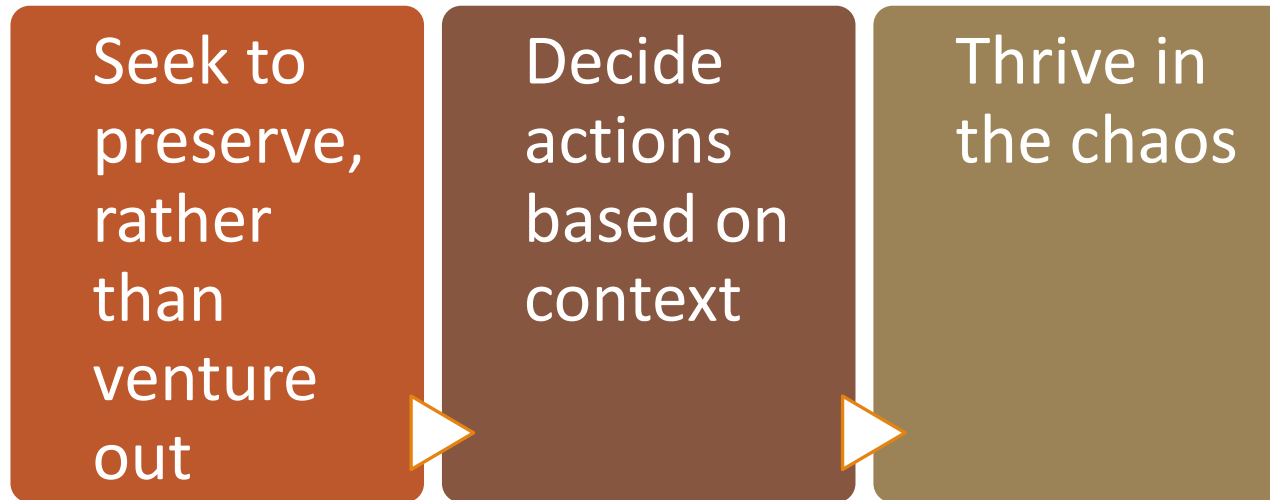 Seek to
preserve,
rather
than
venture
out
Decide
actions
based on
context
Thrive in
the chaos